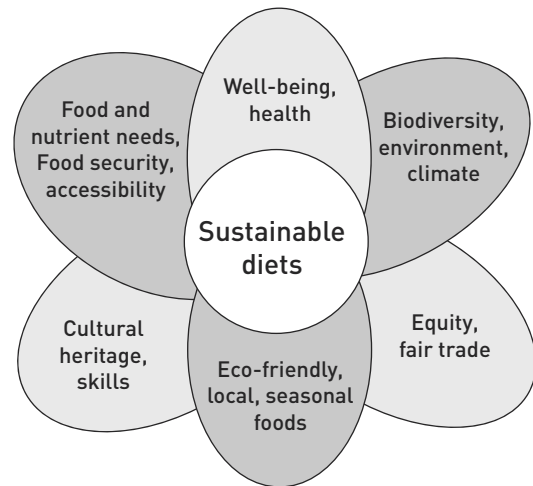 Well-being,
health
Biodiversity,
environment,
climate
Equity,
fair trade
Eco-friendly,
local, seasonal
foods
Cultural
heritage,
skills
Food and
nutrient needs,
Food security,
accessibility
Sustainable
diets